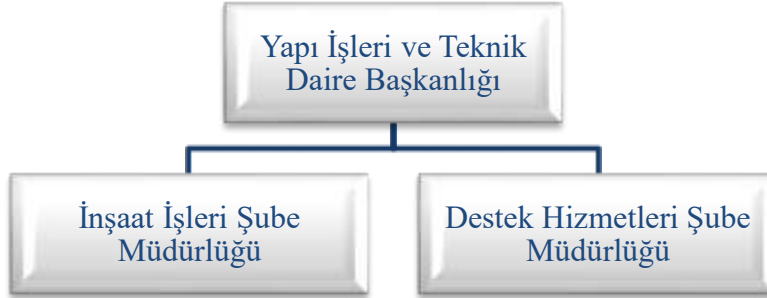 Yapı İşleri ve Teknik
Daire Başkanlığı
İnşaat İşleri Şube
Müdürlüğü
Destek Hizmetleri Şube
Müdürlüğü